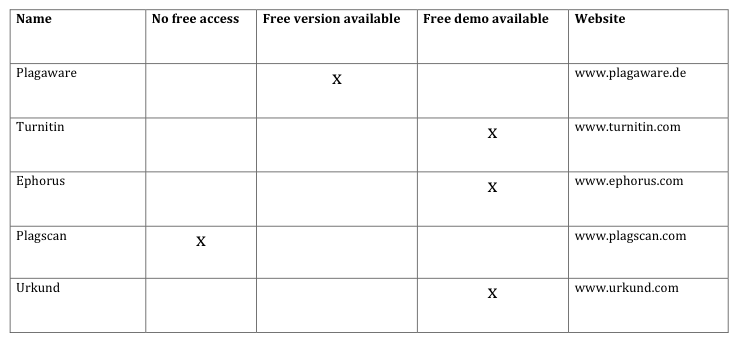 Name No free access Free version available Free demo available Website
Plagaware x www.plagaware.de
Turnitin x www.turnitin.com
Ephorus x www.ephorus.com
Plagscan x www.plagscan.com
Urkund x www.urkund.com